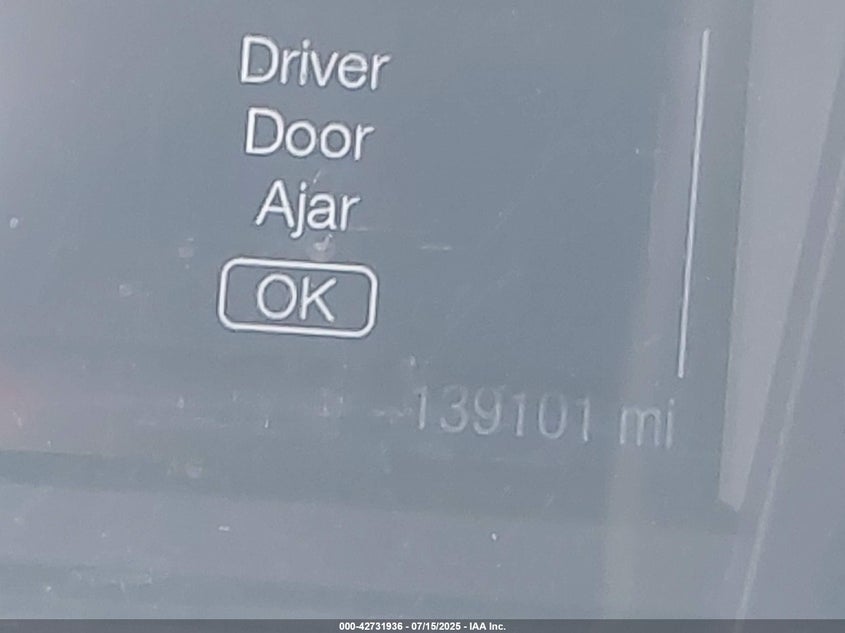 Driver
Door
Ajar
OK
139101 mi
000-42731936 - 07/15/2025 - IAA Inc.